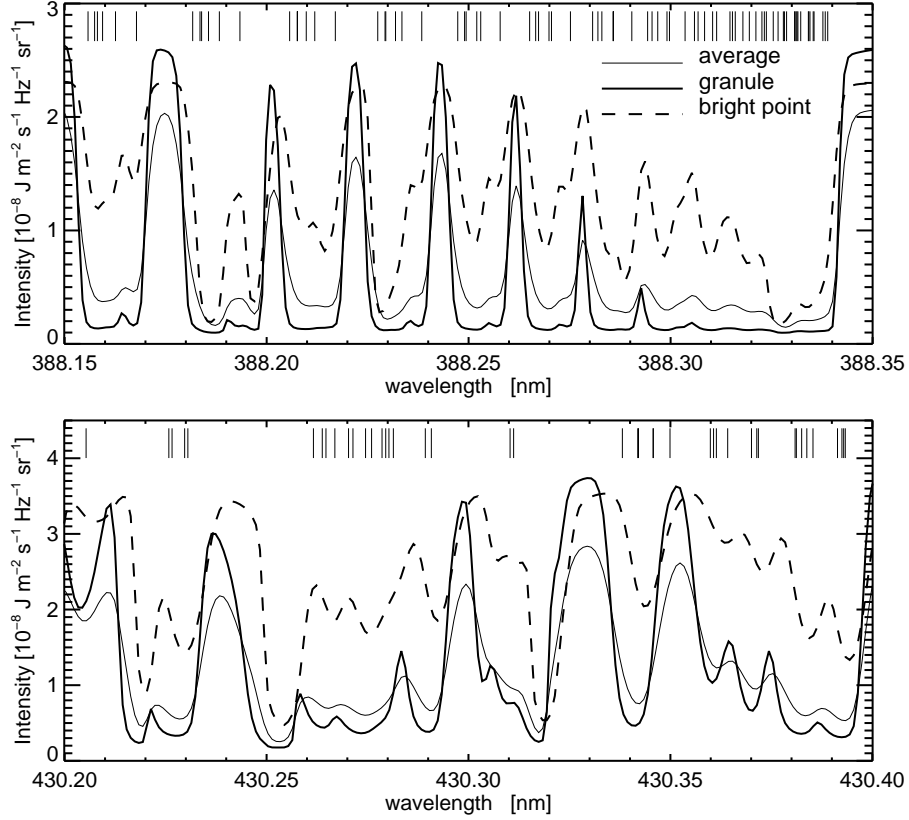 3
2
1
0
Intensity [10⁻⁸ J m⁻² s⁻¹ Hz⁻¹ sr⁻¹]
average
granule
bright point
388.15 388.20 388.25 388.30 388.35
wavelength [nm]
4
3
2
1
0
Intensity [10⁻⁸ J m⁻² s⁻¹ Hz⁻¹ sr⁻¹]
430.20 430.25 430.30 430.35 430.40
wavelength [nm]